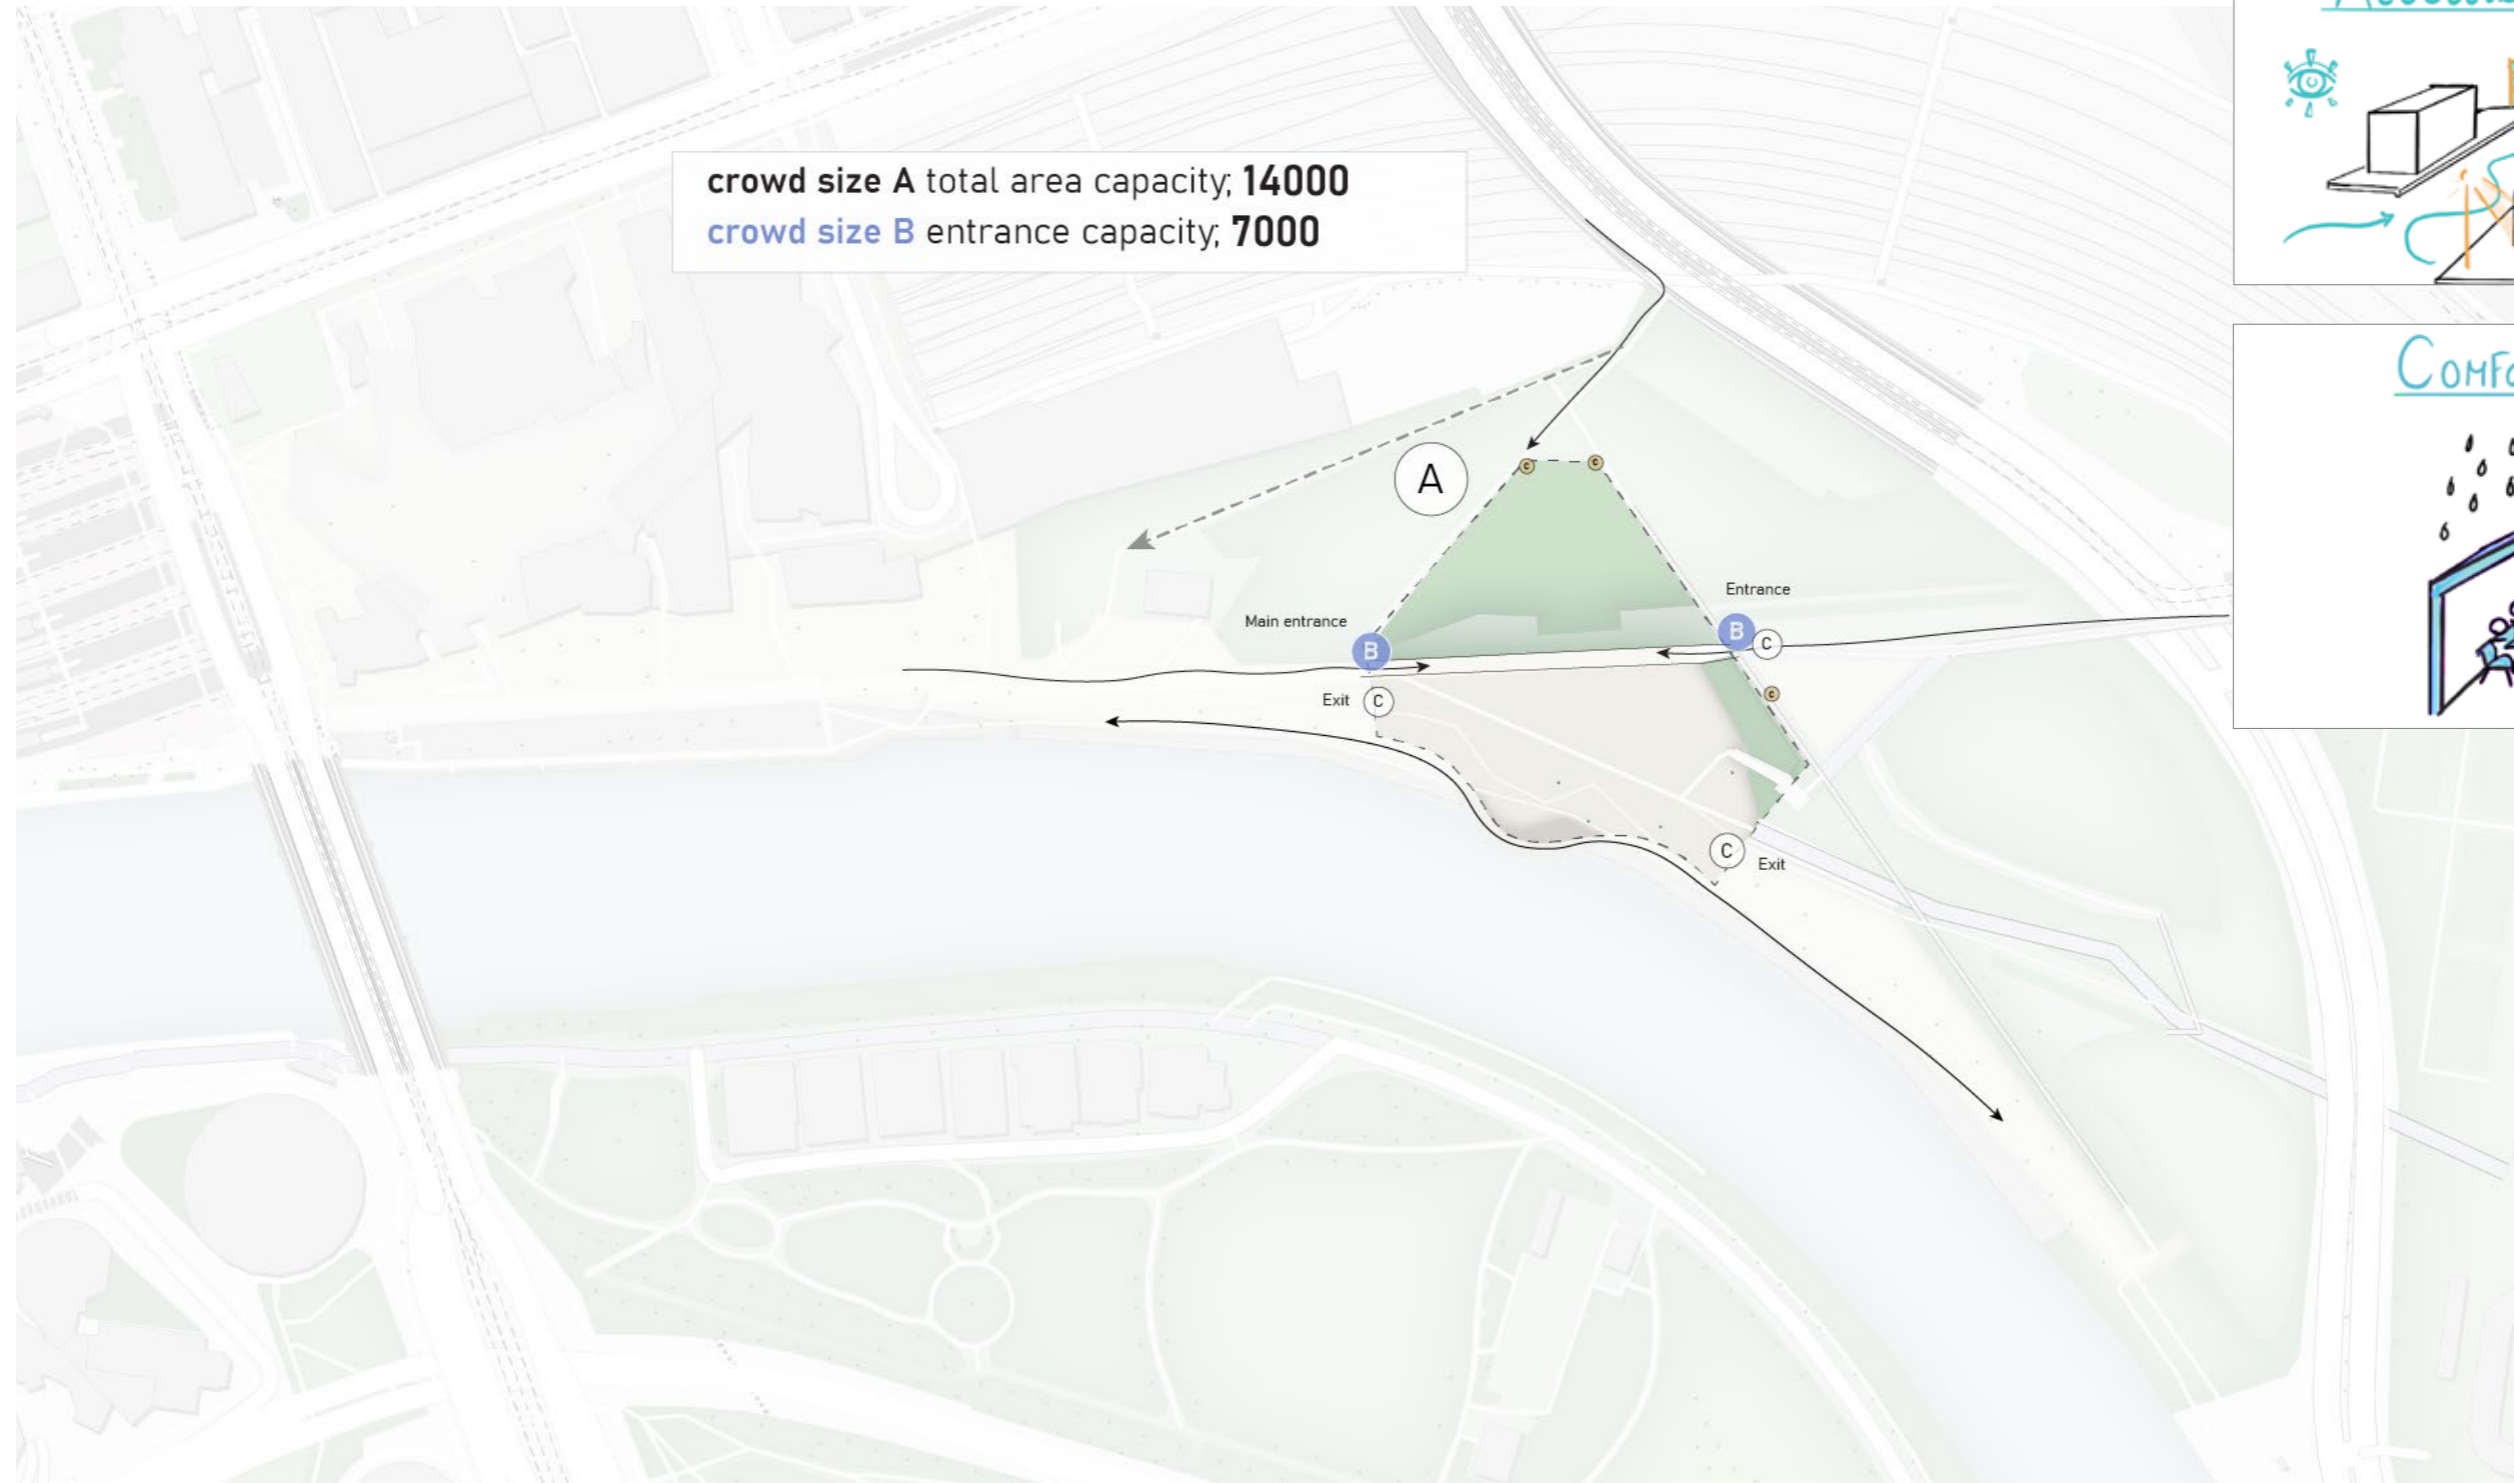 crowd size A total area capacity; 14000
crowd size B entrance capacity; 7000
A
C C
Entrance
Main entrance
B
B
C
Exit
C
C
C
Exit